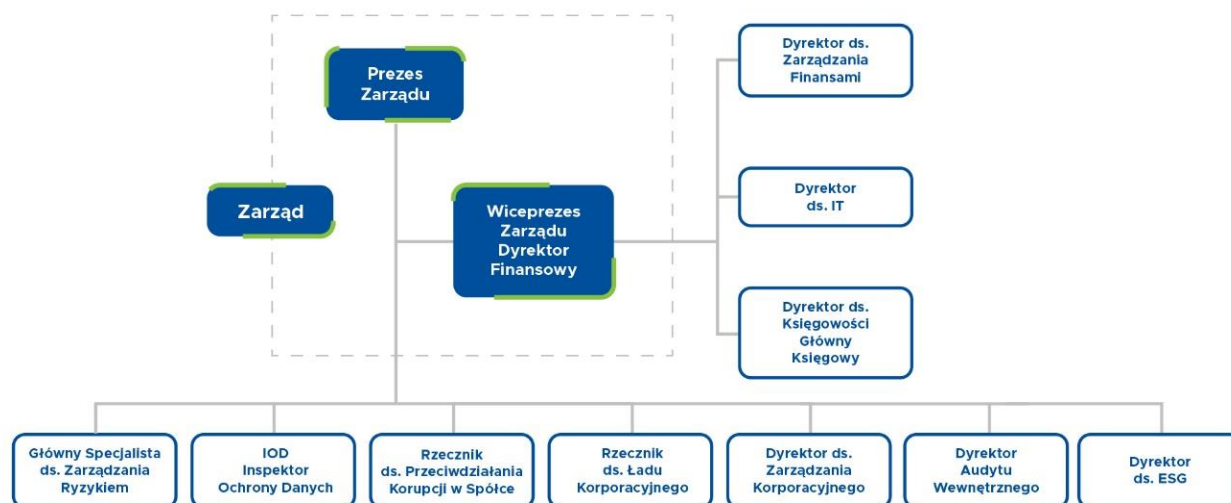 Prezes
Zarządu
Zarząd
Wiceprezes
Zarządu
Dyrektor
Finansowy
Dyrektor ds.
Zarządzania
Finansami
Dyrektor
ds. IT
Dyrektor ds.
Księgowości
Główny
Księgowy
Główny Specjalista
ds. Zarządzania
Ryzykiem
IOD
Inspektor
Ochrony Danych
Rzecznik
ds. Przeciwdziałania
Korupcji w Spółce
Rzecznik
ds. Ładu
Korporacyjnego
Dyrektor ds.
Zarządzania
Korporacyjnego
Dyrektor
Audytu
Wewnętrznego
Dyrektor
ds. ESG